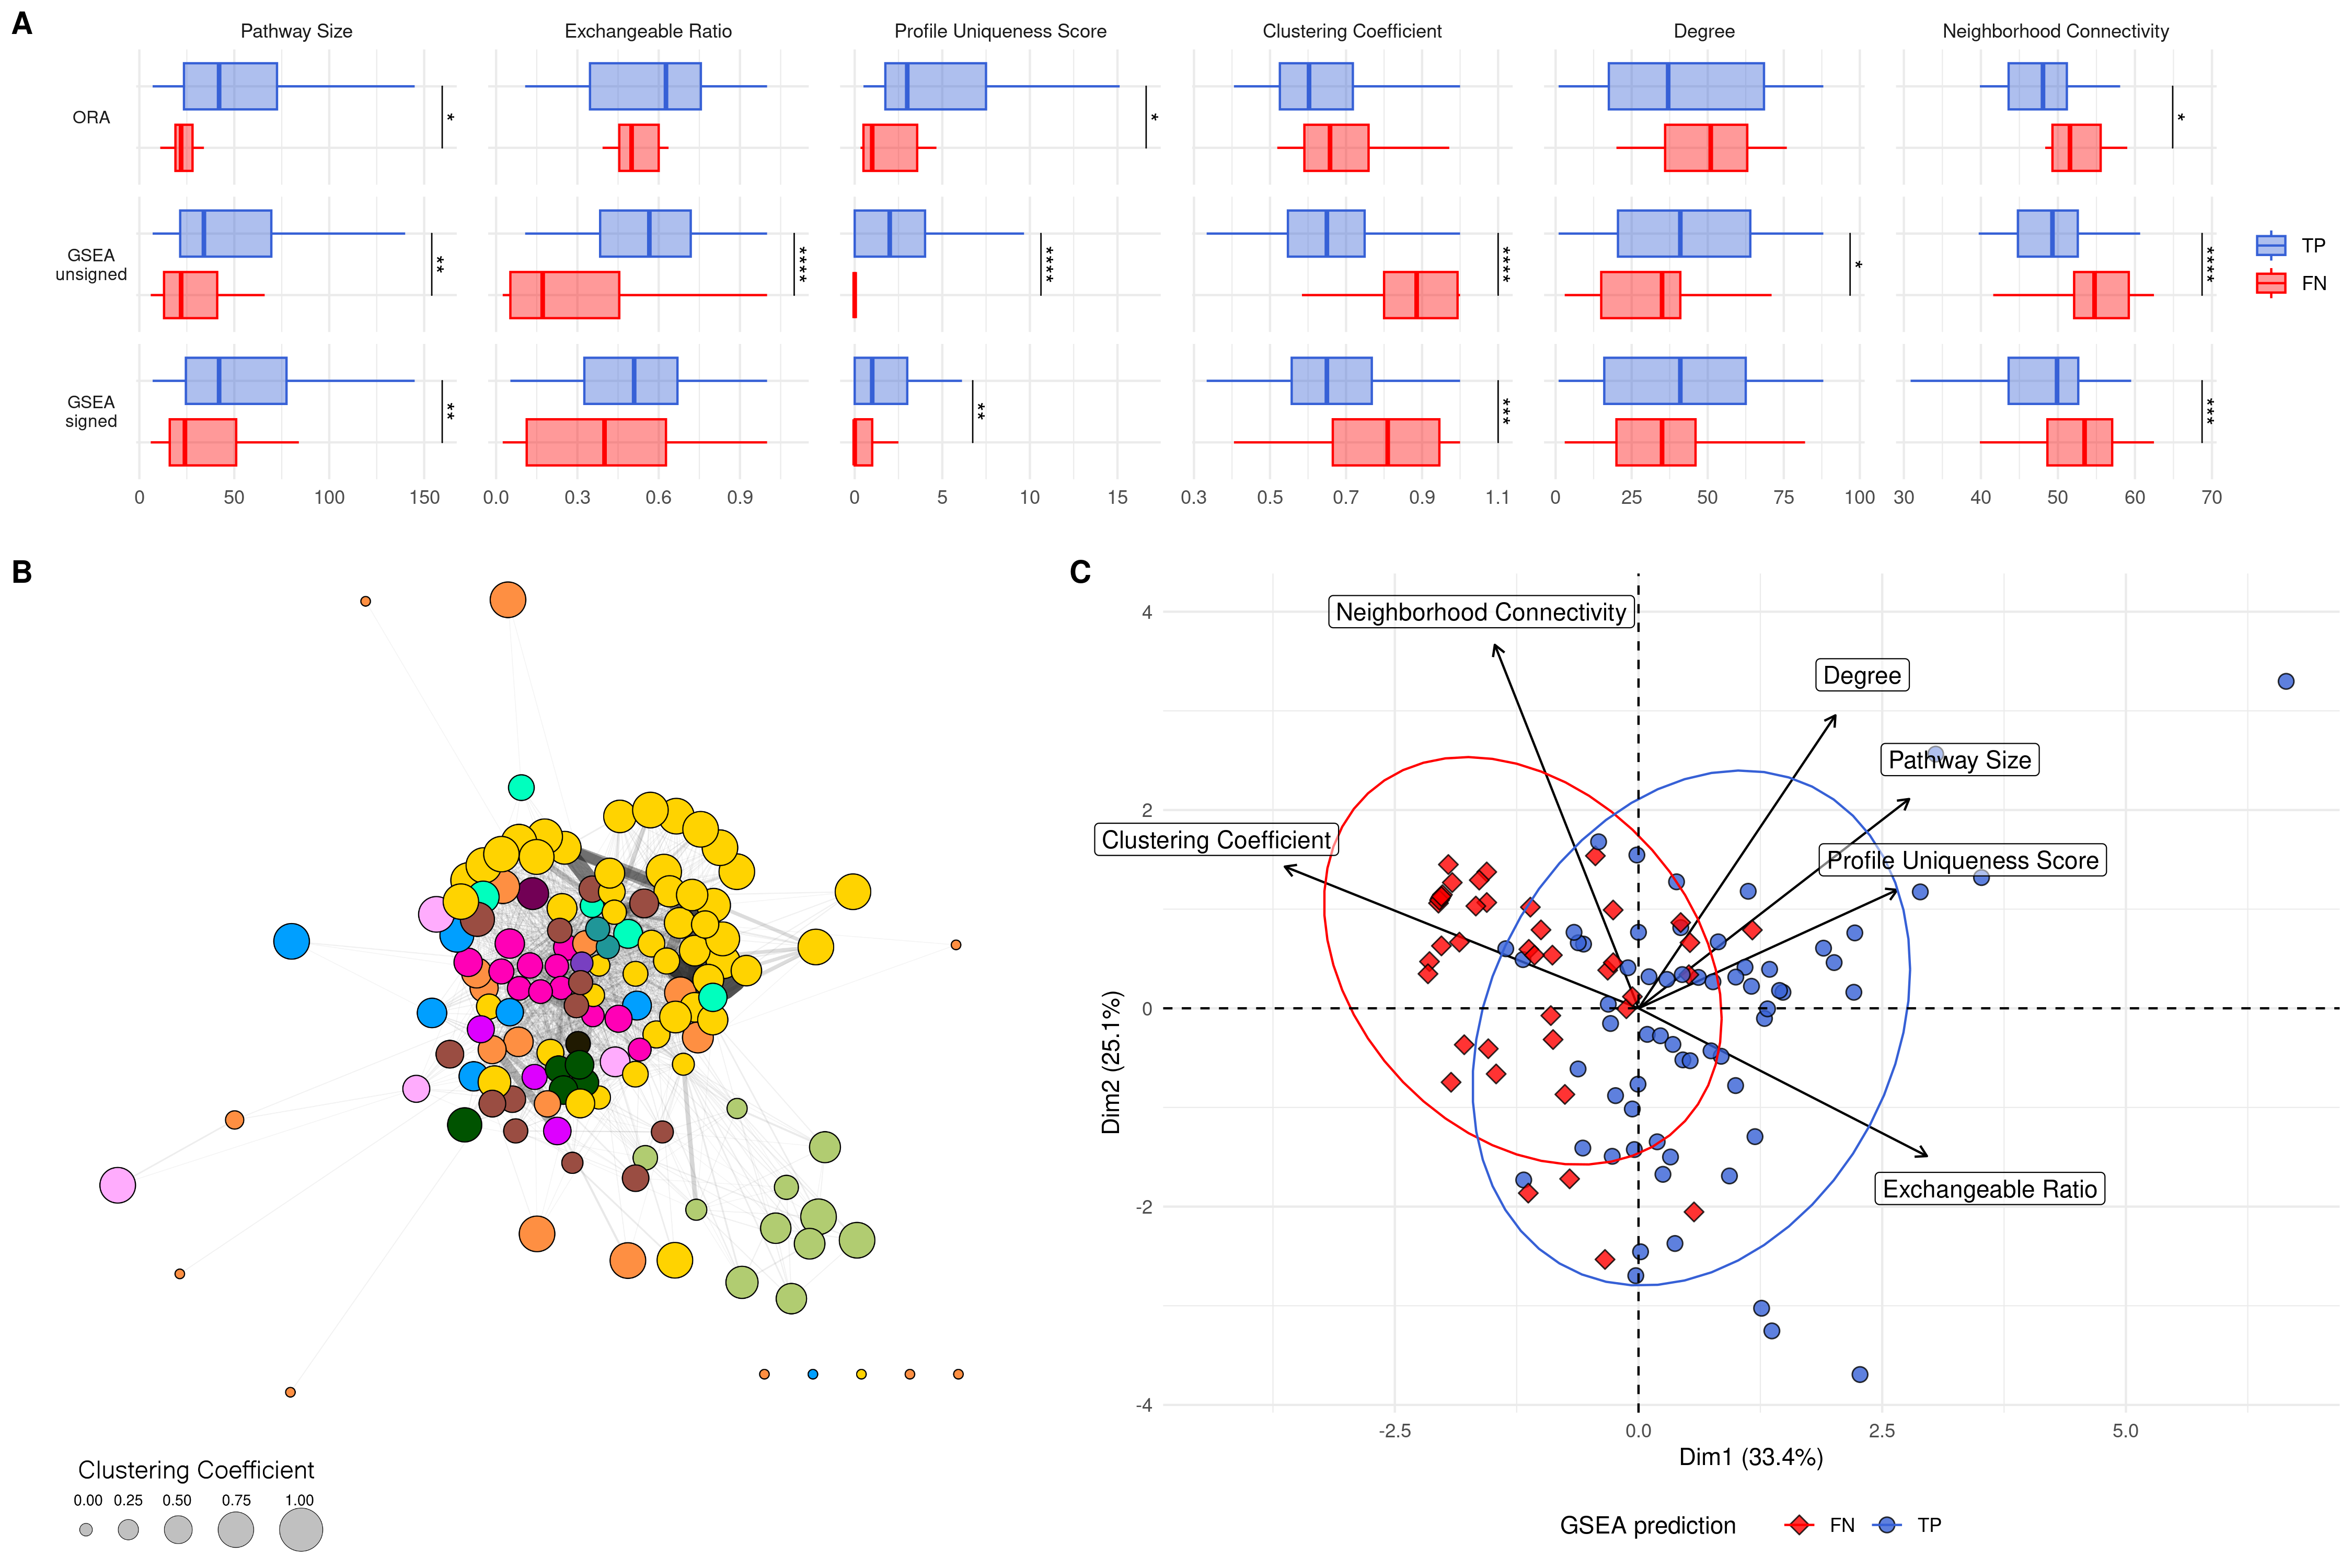 A
Pathway Size
Exchangeable Ratio
Profile Uniqueness Score
Clustering Coefficient
Degree
Neighborhood Connectivity
ORA
*
*
*
GSEA
unsigned
**
****
****
****
*
****
TP
FN
GSEA
signed
**
**
***
***
0 50 100 150
0.0 0.3 0.6 0.9
0 5 10 15
0.3 0.5 0.7 0.9 1.1
0 25 50 75 100
30 40 50 60 70
B
Clustering Coefficient
0.00 0.25 0.50 0.75 1.00
C
Neighborhood Connectivity
Degree
Pathway Size
Clustering Coefficient
Profile Uniqueness Score
Exchangeable Ratio
4
2
0
-2
-4
Dim2 (25.1%)
-2.5 0.0 2.5 5.0
Dim1 (33.4%)
GSEA prediction FN TP